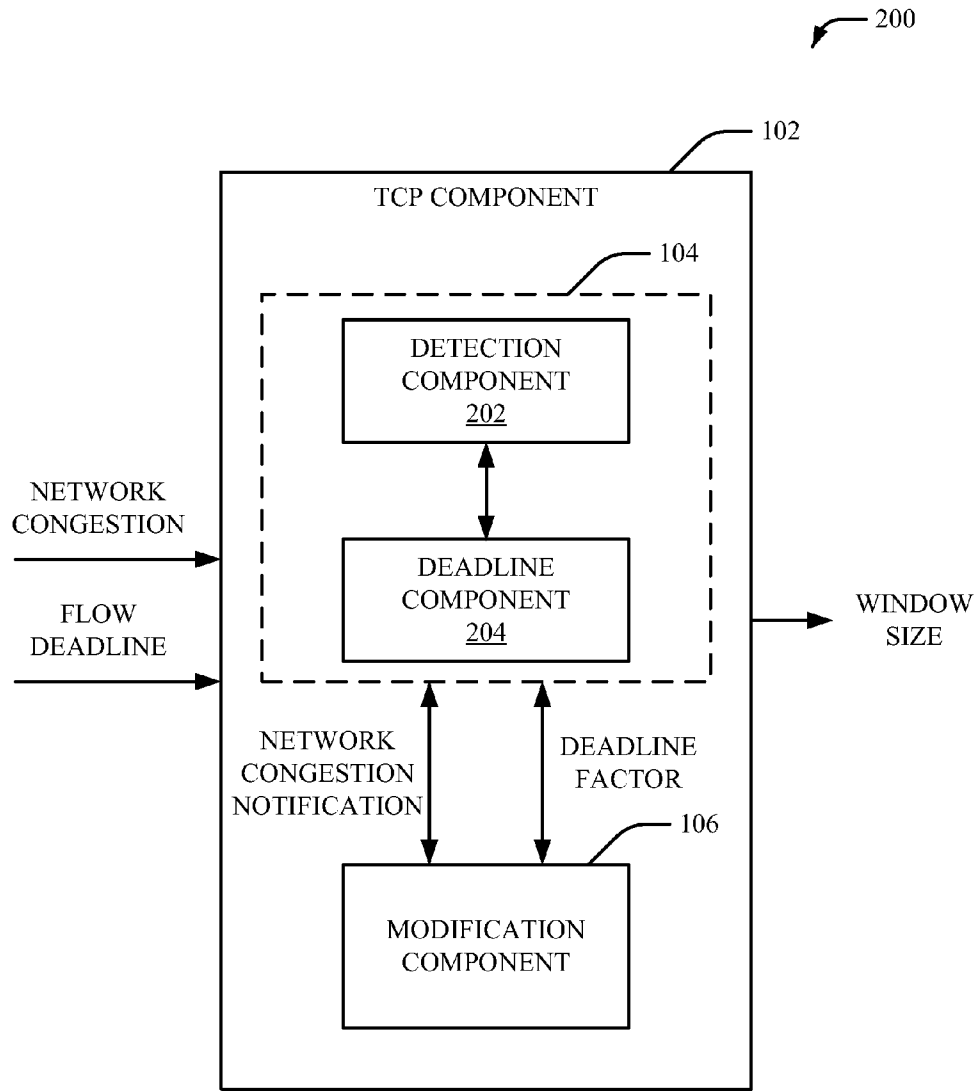 200
102
TCP COMPONENT
104
DETECTION
COMPONENT
202
NETWORK
CONGESTION
DEADLINE
COMPONENT
204
FLOW
DEADLINE
WINDOW
SIZE
NETWORK
CONGESTION
NOTIFICATION
DEADLINE
FACTOR
106
MODIFICATION
COMPONENT